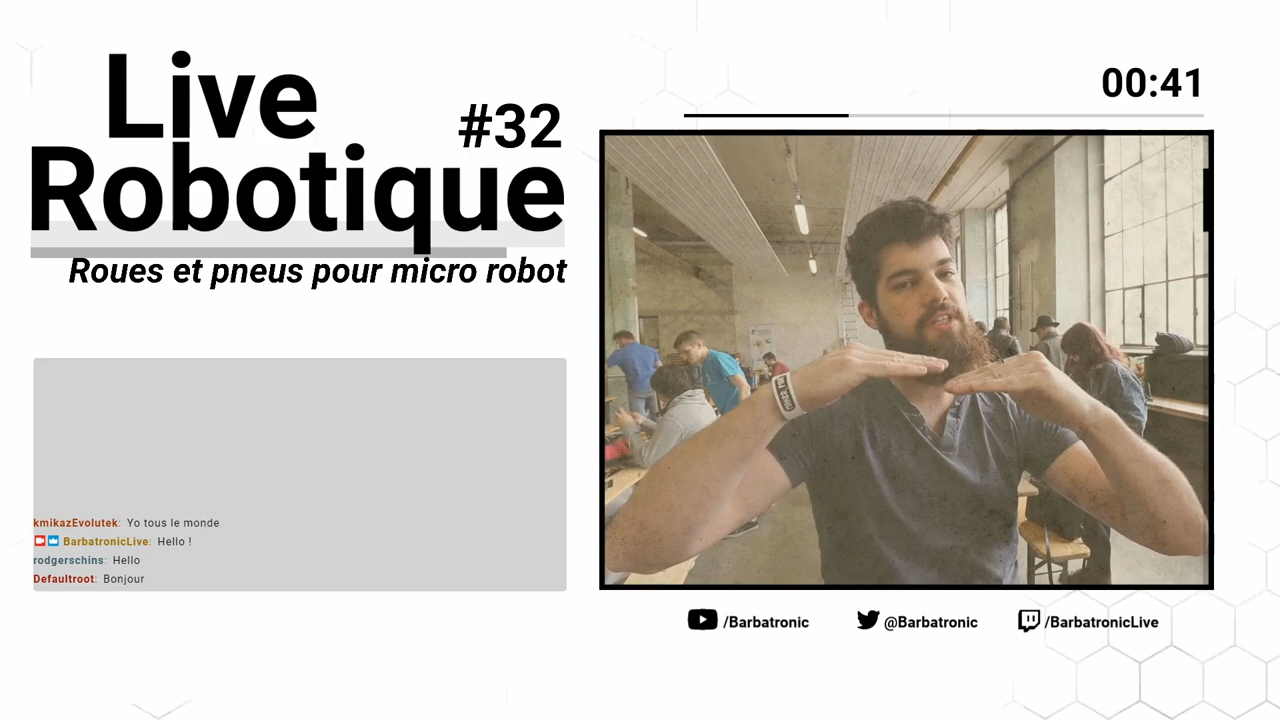 Live
#32
Robotique
Roues et pneus pour micro robot
00:41
kmikazEvolutek: Yo tous le monde
BarbatronicLive: Hello !
rodgerschins: Hello
Defaultroot: Bonjour
/Barbatronic
@Barbatronic
/BarbatronicLive